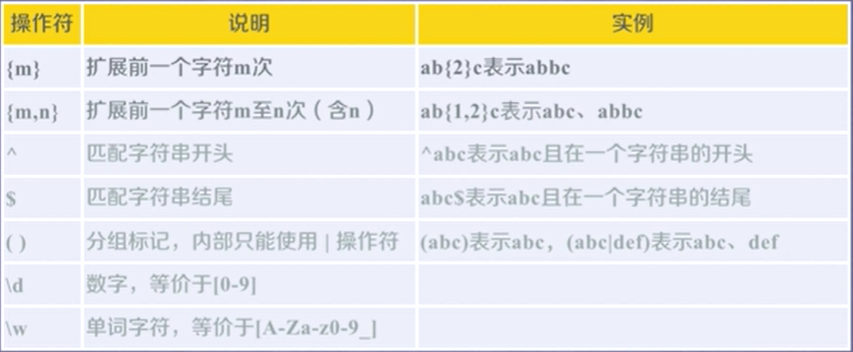 操作符 说明 实例
{m} 扩展前一个字符m次 ab{2}c表示abbc
{m,n} 扩展前一个字符m至n次（含n） ab{1,2}c表示abc、abbc
^ 匹配字符串开头 ^abc表示abc且在一个字符串的开头
$ 匹配字符串结尾 abc$表示abc且在一个字符串的结尾
( ) 分组标记，内部只能使用 | 操作符 (abc)表示abc，(abc|def)表示abc、def
\d 数字，等价于[0-9]
\w 单词字符，等价于[A-Za-z0-9_]